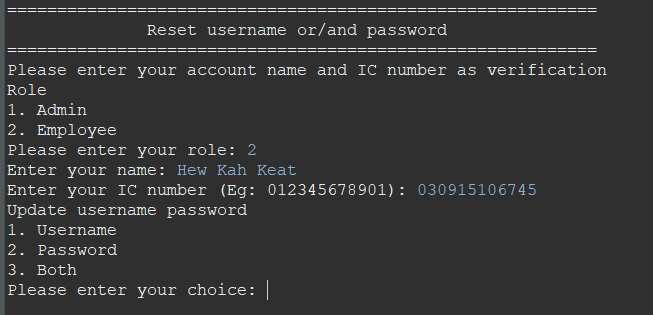 ===========================================================
Reset username or/and password
===========================================================
Please enter your account name and IC number as verification
Role
1. Admin
2. Employee
Please enter your role: 2
Enter your name: Hew Kah Keat
Enter your IC number (Eg: 012345678901): 030915106745
Update username password
1. Username
2. Password
3. Both
Please enter your choice: